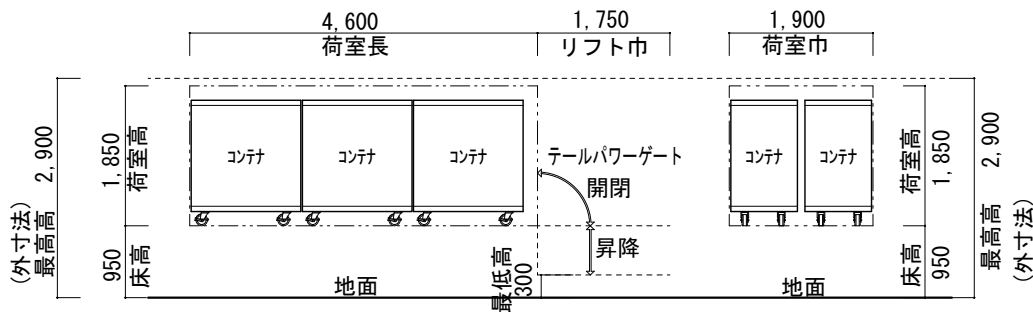 4,600
荷室長
1,750
リフト巾
1,900
荷室巾
2,900
最高高
(外寸法)
1,850
荷室高
950
床高
コンテナ
コンテナ
コンテナ
テールパワーゲート
開閉
昇降
最低高
300
地面
コンテナ
コンテナ
地面
荷室高
1,850
床高
950
2,900
最高高
(外寸法)